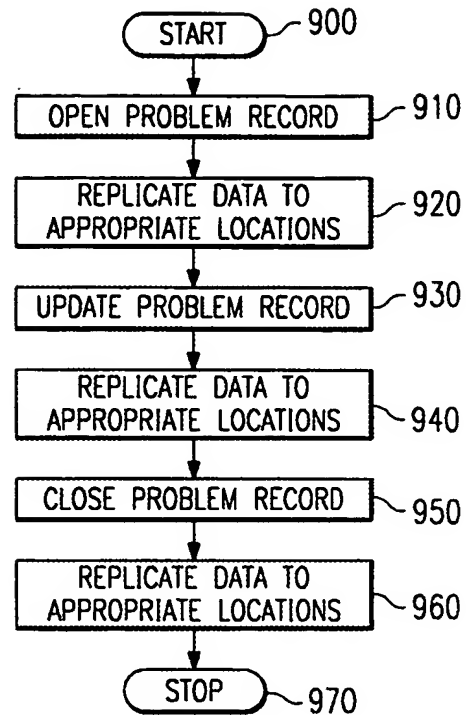 START 900
OPEN PROBLEM RECORD 910
REPLICATE DATA TO
APPROPRIATE LOCATIONS 920
UPDATE PROBLEM RECORD 930
REPLICATE DATA TO
APPROPRIATE LOCATIONS 940
CLOSE PROBLEM RECORD 950
REPLICATE DATA TO
APPROPRIATE LOCATIONS 960
STOP 970